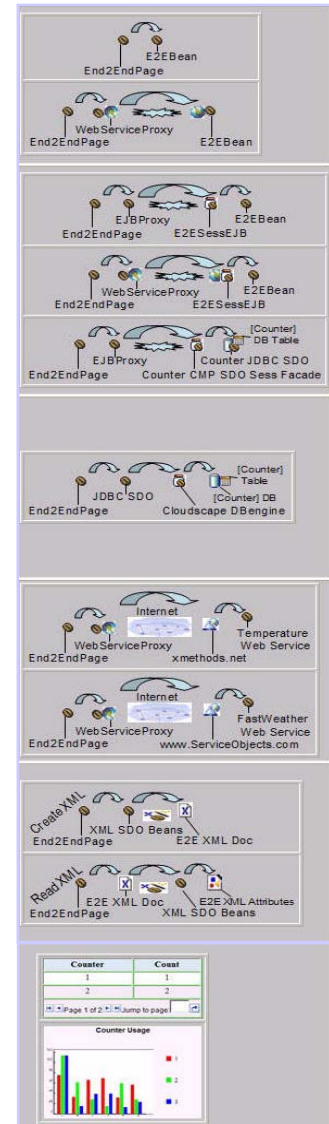 E2EBean
End2EndPage
WebServiceProxy
End2EndPage E2EBean
EJBProxy E2EBean
End2EndPage E2ESessEJB
WebServiceProxy E2EBean
End2EndPage E2ESessEJB
[Counter]
DB Table
EJBProxy Counter JDBC SDO
End2EndPage Counter CMP SDO Sess Facade
[Counter]
Table
JDBC SDO [Counter] DB
End2EndPage Cloudscape DBengine
Internet
Temperature
WebServiceProxy Web Service
End2EndPage xmethods.net
Internet
FastWeather
WebServiceProxy Web Service
End2EndPage www.ServiceObjects.com
CreateXML
XML SDO Beans
End2EndPage E2E XML Doc
ReadXML
E2E XML Doc E2E XML Attributes
End2EndPage XML SDO Beans
Counter Count
1 1
2 2
Page 1 of 2 Jump to page
Counter Usage
1
2
3